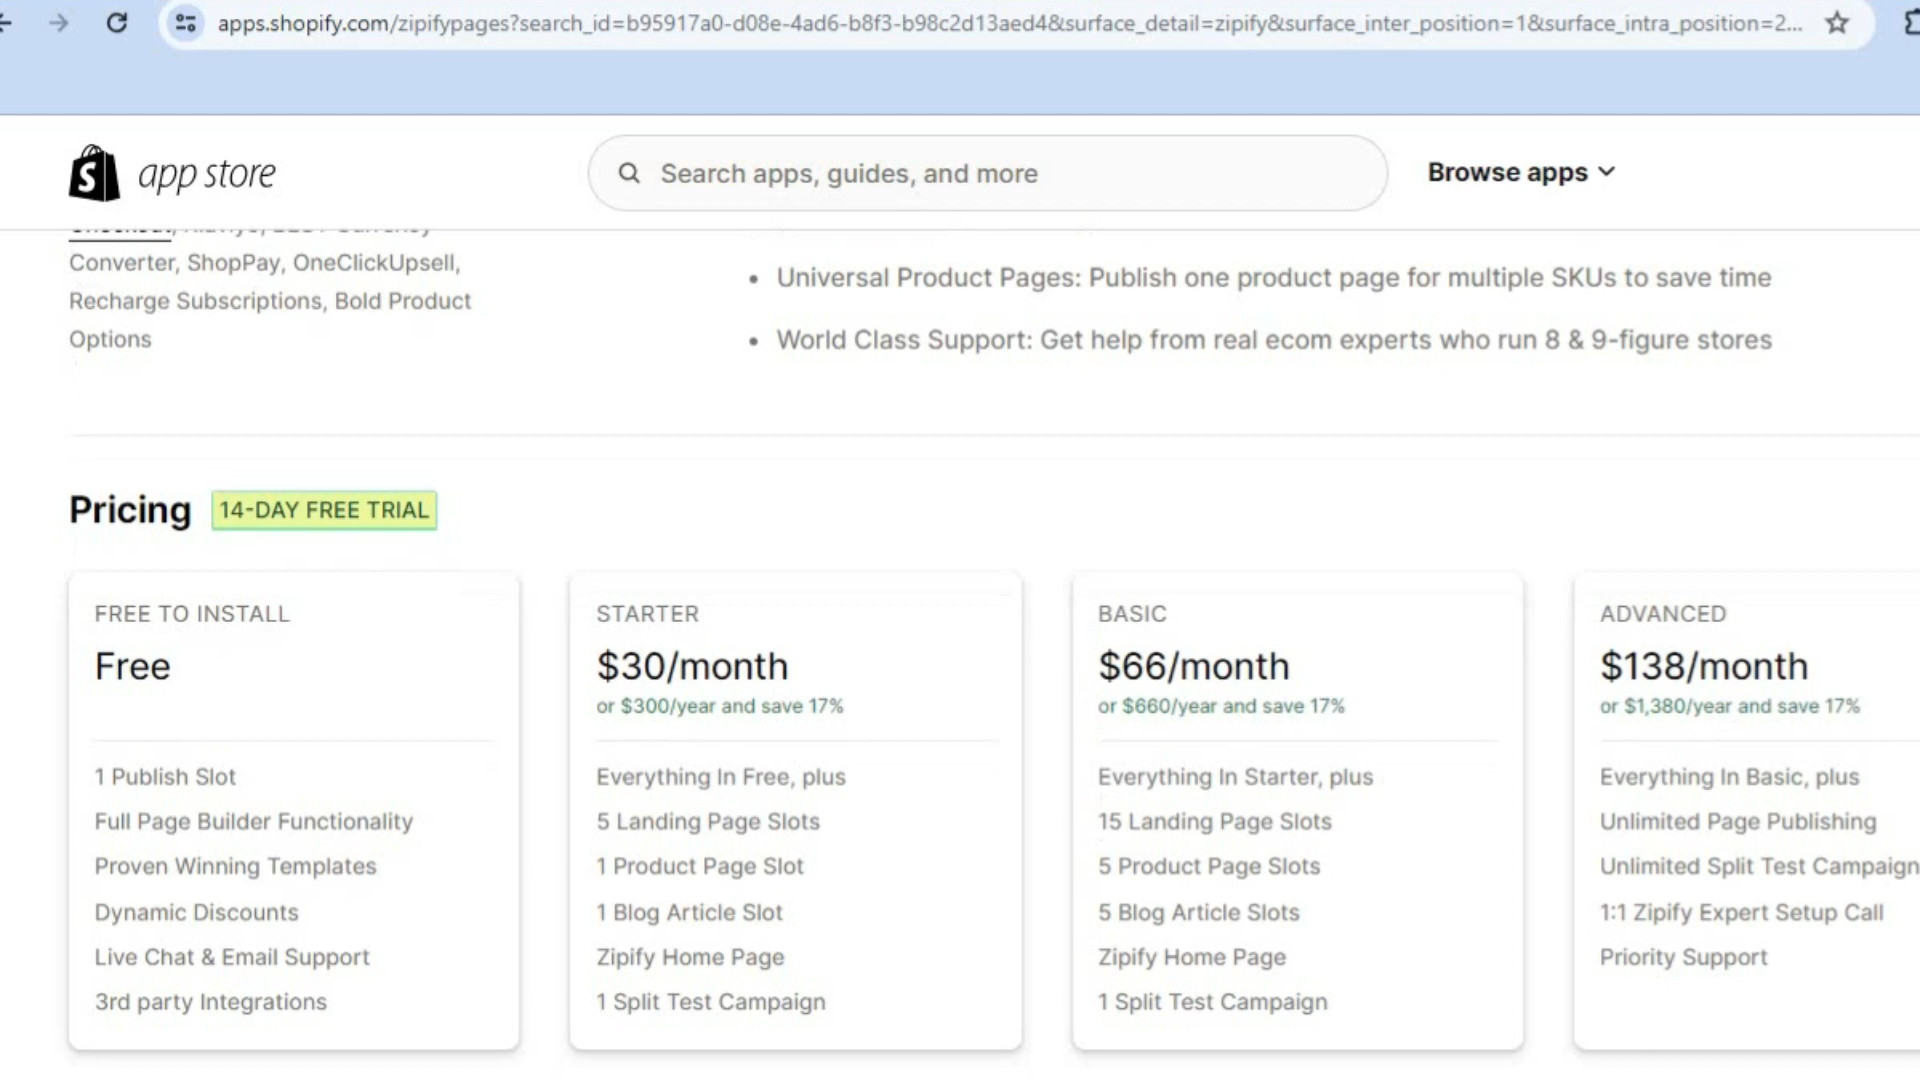 apps.shopify.com/zipifypages?search_id=b95917a0-d08e-4ad6-b8f3-b98c2d13aed4&surface_detail=zipify&surface_inter_position=1&surface_intra_position=2...
app store
Search apps, guides, and more
Browse apps
Converter, ShopPay, OneClickUpsell,
Recharge Subscriptions, Bold Product
Options
• Universal Product Pages: Publish one product page for multiple SKUs to save time
• World Class Support: Get help from real ecom experts who run 8 & 9-figure stores
Pricing 14-DAY FREE TRIAL
FREE TO INSTALL
Free
1 Publish Slot
Full Page Builder Functionality
Proven Winning Templates
Dynamic Discounts
Live Chat & Email Support
3rd party Integrations
STARTER
$30/month
or $300/year and save 17%
Everything In Free, plus
5 Landing Page Slots
1 Product Page Slot
1 Blog Article Slot
Zipify Home Page
1 Split Test Campaign
BASIC
$66/month
or $660/year and save 17%
Everything In Starter, plus
15 Landing Page Slots
5 Product Page Slots
5 Blog Article Slots
Zipify Home Page
1 Split Test Campaign
ADVANCED
$138/month
or $1,380/year and save 17%
Everything In Basic, plus
Unlimited Page Publishing
Unlimited Split Test Campaign
1:1 Zipify Expert Setup Call
Priority Support